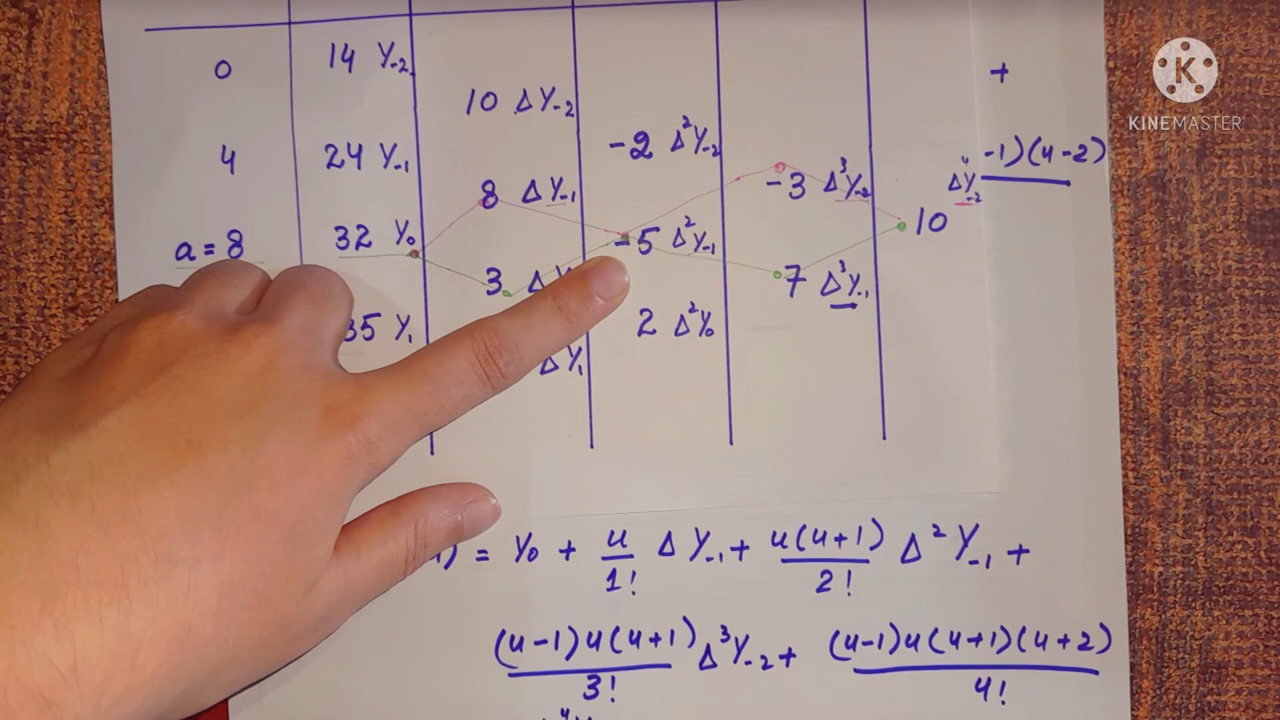 0 14 Y₋₂
10 ΔY₋₂
+
-2 Δ²Y₋₂
4 24 Y₋₁
-1)(u-2)
8 ΔY₋₁
-3 Δ³Y₋₂
10 Δ⁴Y₋₂
a=8 32 Y₀
-5 Δ²Y₋₁
3 ΔY
7 Δ³Y₋₁
35 Y₁
2 Δ²Y₀
ΔY₁
) = Y₀ + u/1! ΔY₋₁ + u(u+1)/2! Δ²Y₋₁ +
(u-1)u(u+1)/3! Δ³Y₋₂ + (u-1)u(u+1)(u+2)/4!
KINEMASTER